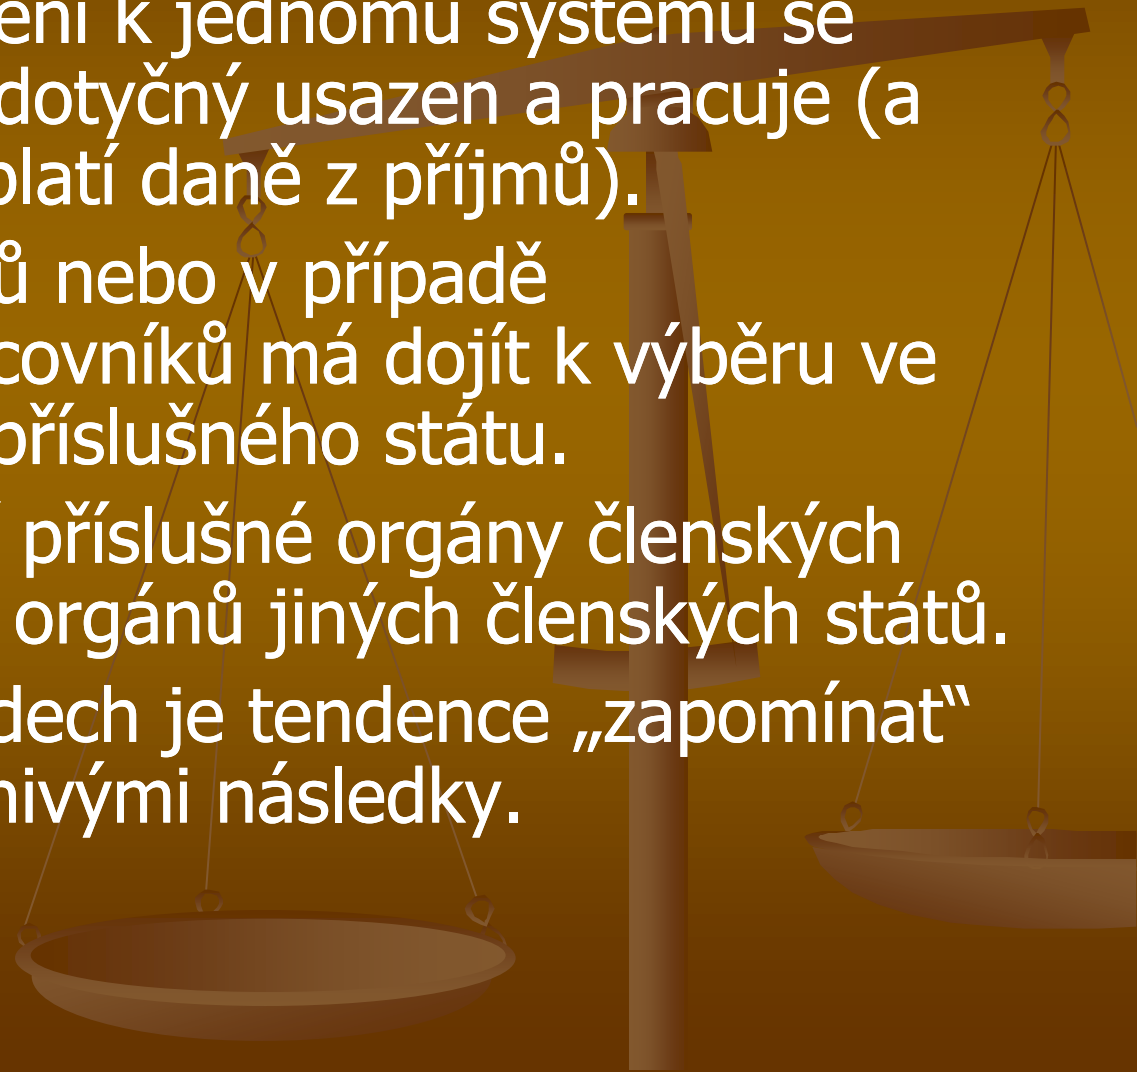 ení k jednomu systému se
dotyčný usazen a pracuje (a
platí daně z příjmů).
ů nebo v případě
covníků má dojít k výběru ve
příslušného státu.
příslušné orgány členských
orgánů jiných členských států.
dech je tendence „zapomínat“
nivými následky.